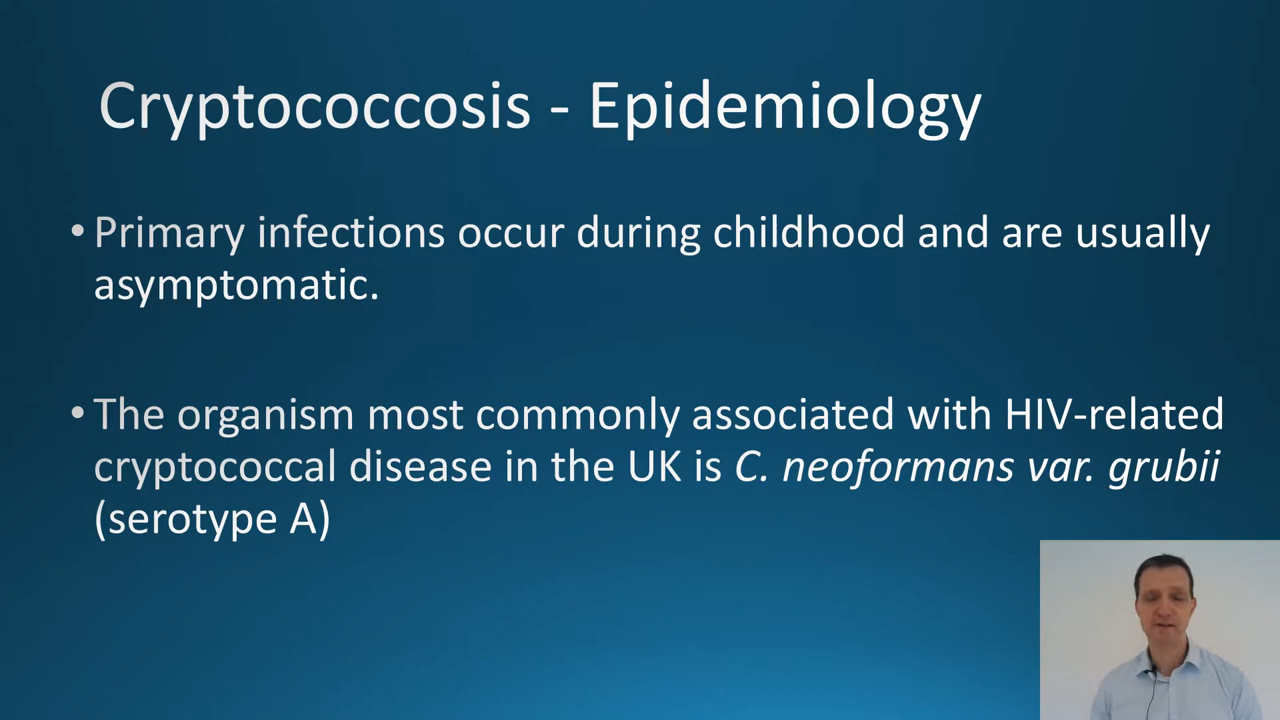 Cryptococcosis - Epidemiology
• Primary infections occur during childhood and are usually
asymptomatic.
• The organism most commonly associated with HIV-related
cryptococcal disease in the UK is C. neoformans var. grubii
(serotype A)